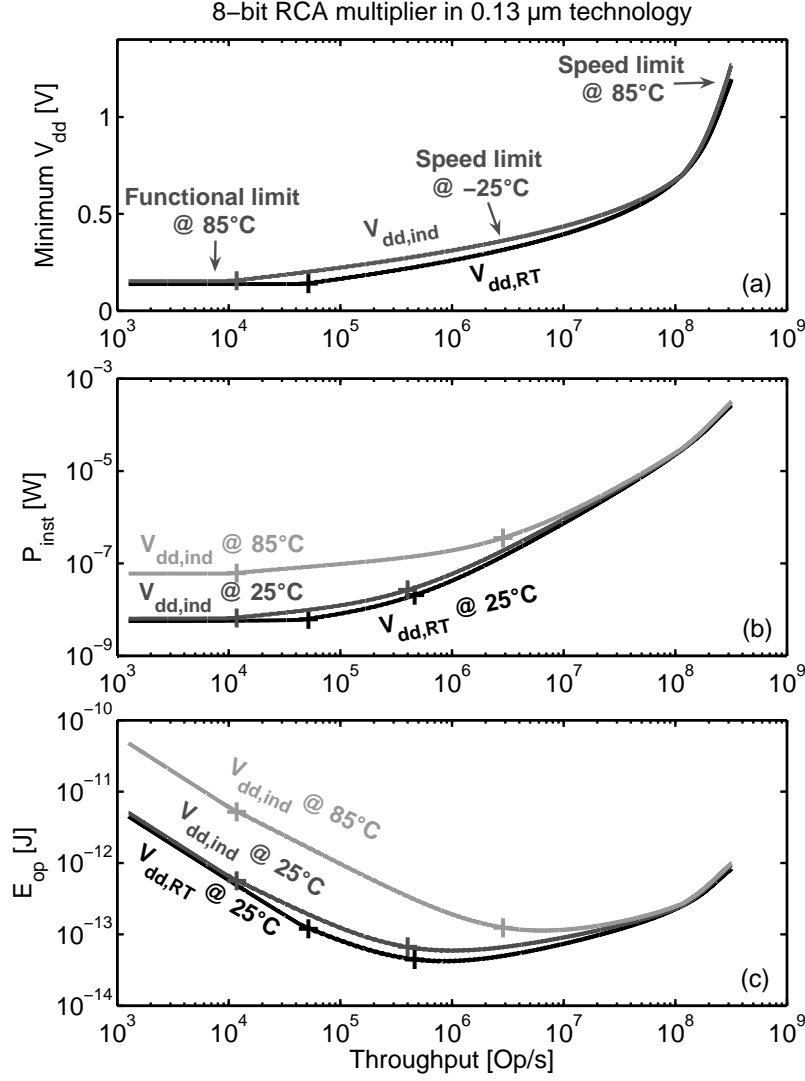 8−bit RCA multiplier in 0.13 µm technology
Minimum V_dd [V]
1
0.5
0
Speed limit
@ 85°C
Speed limit
@ −25°C
Functional limit
@ 85°C
V_dd,ind
V_dd,RT
(a)
10^3 10^4 10^5 10^6 10^7 10^8 10^9
P_inst [W]
10^−3
10^−5
10^−7
10^−9
V_dd,ind @ 85°C
V_dd,ind @ 25°C
V_dd,RT @ 25°C
(b)
10^3 10^4 10^5 10^6 10^7 10^8 10^9
E_op [J]
10^−10
10^−11
10^−12
10^−13
10^−14
V_dd,ind @ 85°C
V_dd,ind @ 25°C
V_dd,RT @ 25°C
(c)
10^3 10^4 10^5 10^6 10^7 10^8 10^9
Throughput [Op/s]